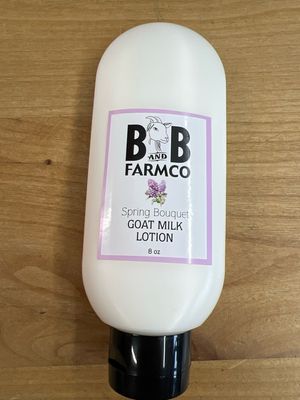 B AND B
FARMCO
Spring Bouquet
GOAT MILK
LOTION
8 oz